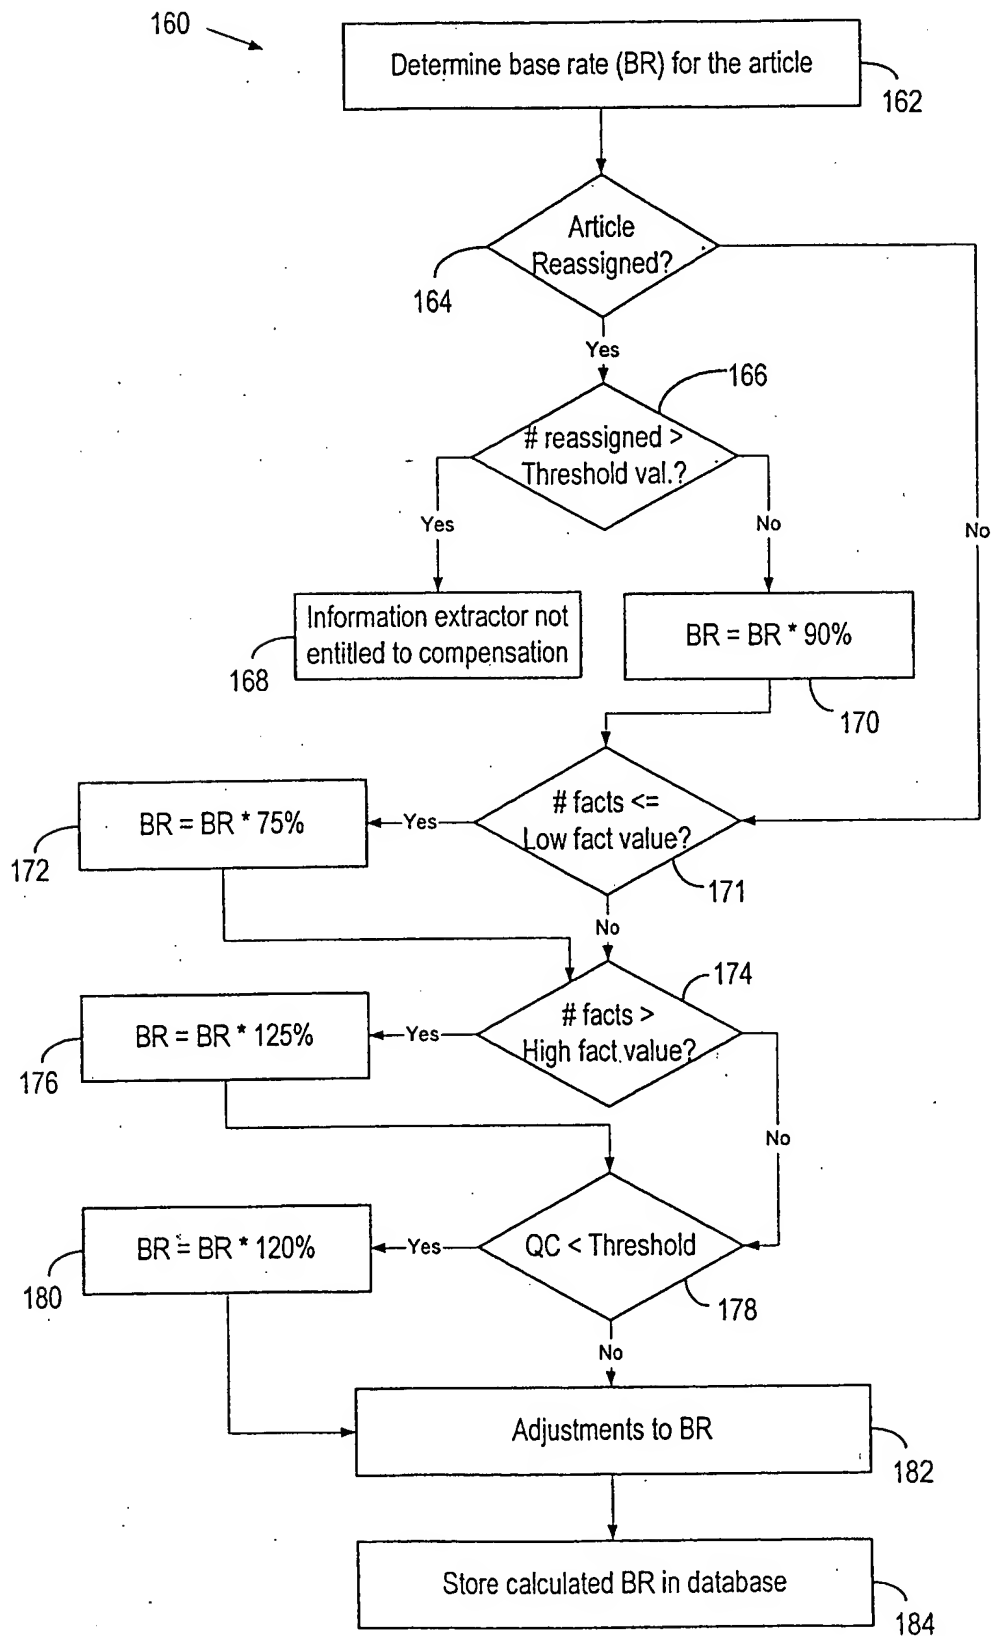 160
Determine base rate (BR) for the article
162
Article
Reassigned?
164
Yes
166
# reassigned >
Threshold val.?
Yes
No
No
Information extractor not
entitled to compensation
168
BR = BR * 90%
170
# facts <=
Low fact value?
171
Yes
BR = BR * 75%
172
No
174
# facts >
High fact value?
Yes
BR = BR * 125%
176
No
QC < Threshold
178
Yes
BR = BR * 120%
180
No
Adjustments to BR
182
Store calculated BR in database
184